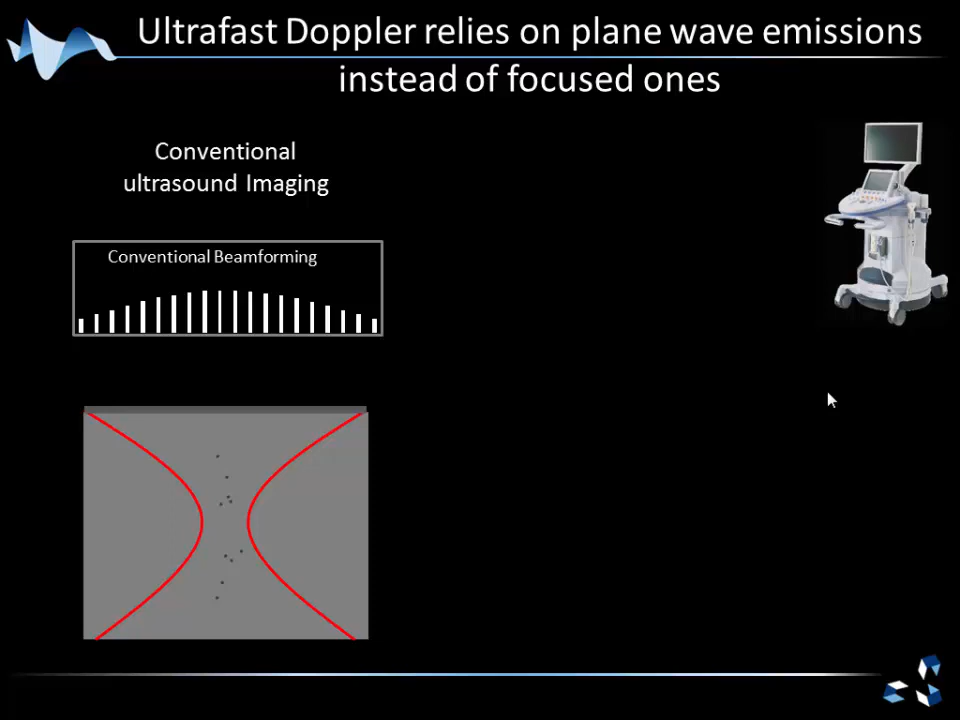 Ultrafast Doppler relies on plane wave emissions
instead of focused ones
Conventional
ultrasound Imaging
Conventional Beamforming